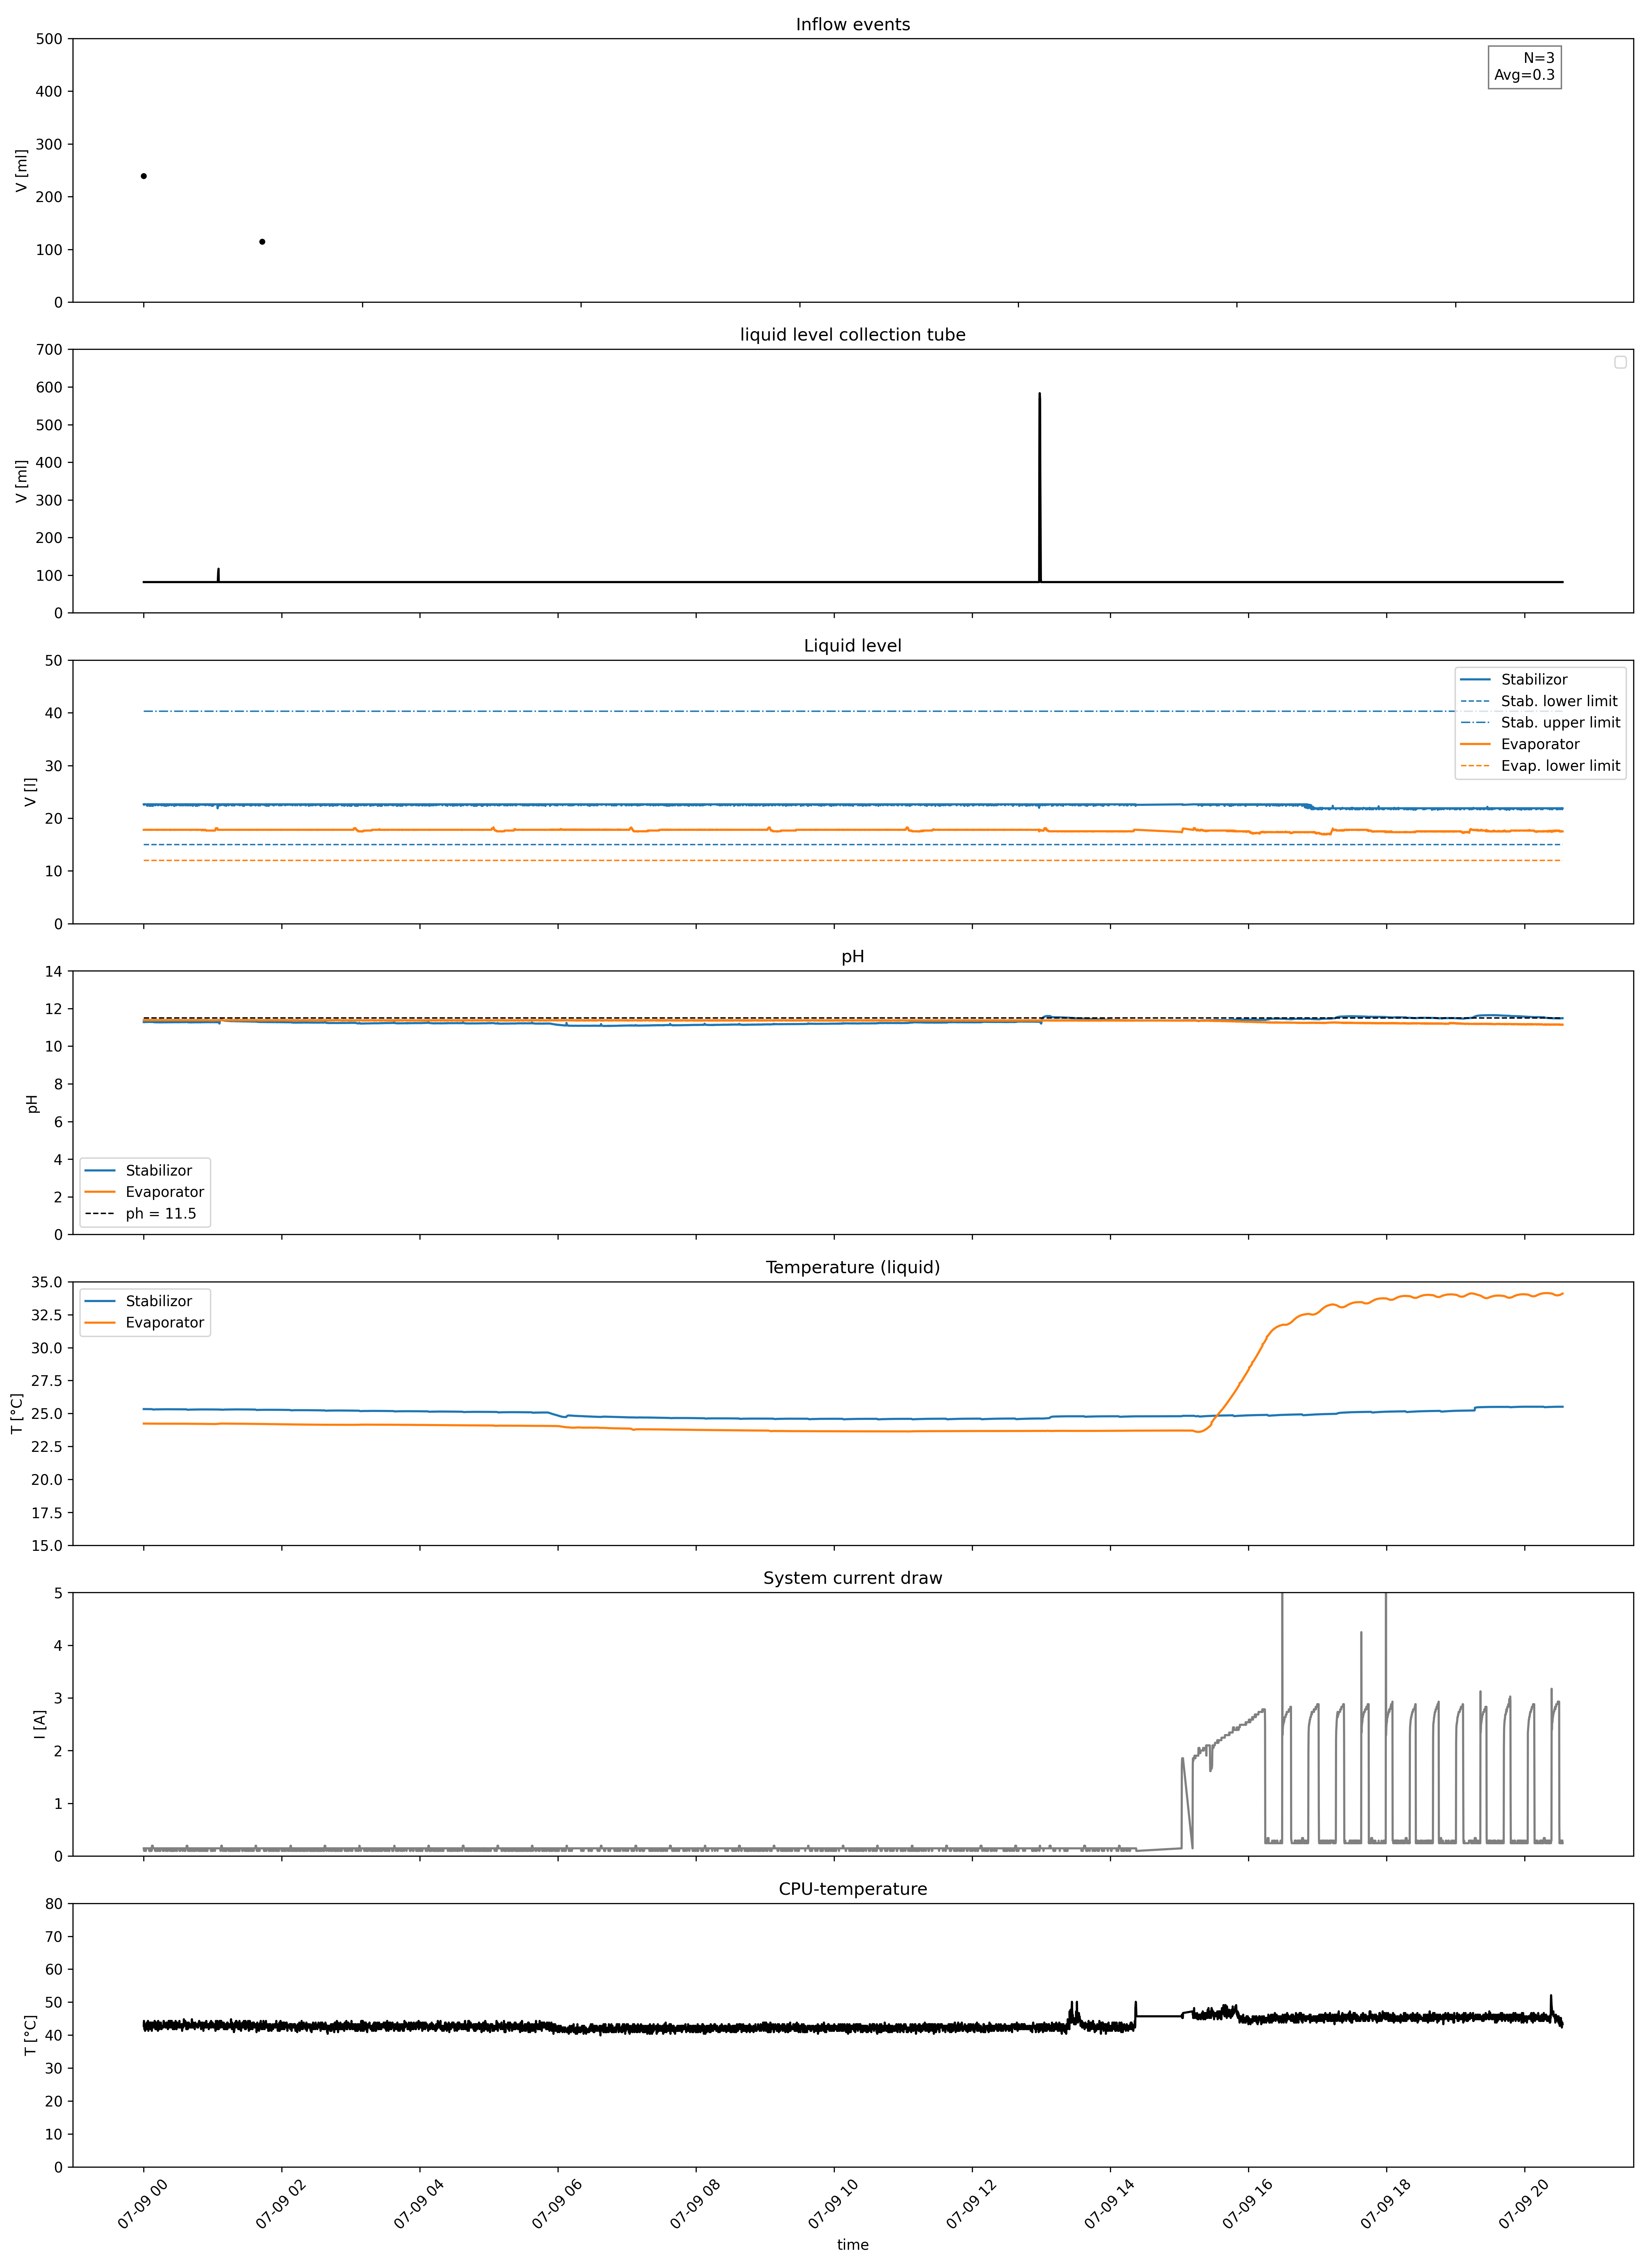 Inflow events
500
400
300
200
100
0
V [ml]
N=3
Avg=0.3
liquid level collection tube
700
600
500
400
300
200
100
0
V [ml]
Liquid level
50
40
30
20
10
0
V [l]
Stabilizor
Stab. lower limit
Stab. upper limit
Evaporator
Evap. lower limit
pH
14
12
10
8
6
4
2
0
pH
Stabilizor
Evaporator
ph = 11.5
Temperature (liquid)
35.0
32.5
30.0
27.5
25.0
22.5
20.0
17.5
15.0
T [°C]
Stabilizor
Evaporator
System current draw
5
4
3
2
1
0
I [A]
CPU-temperature
80
70
60
50
40
30
20
10
0
T [°C]
07-09 00
07-09 02
07-09 04
07-09 06
07-09 08
07-09 10
07-09 12
07-09 14
07-09 16
07-09 18
07-09 20
time